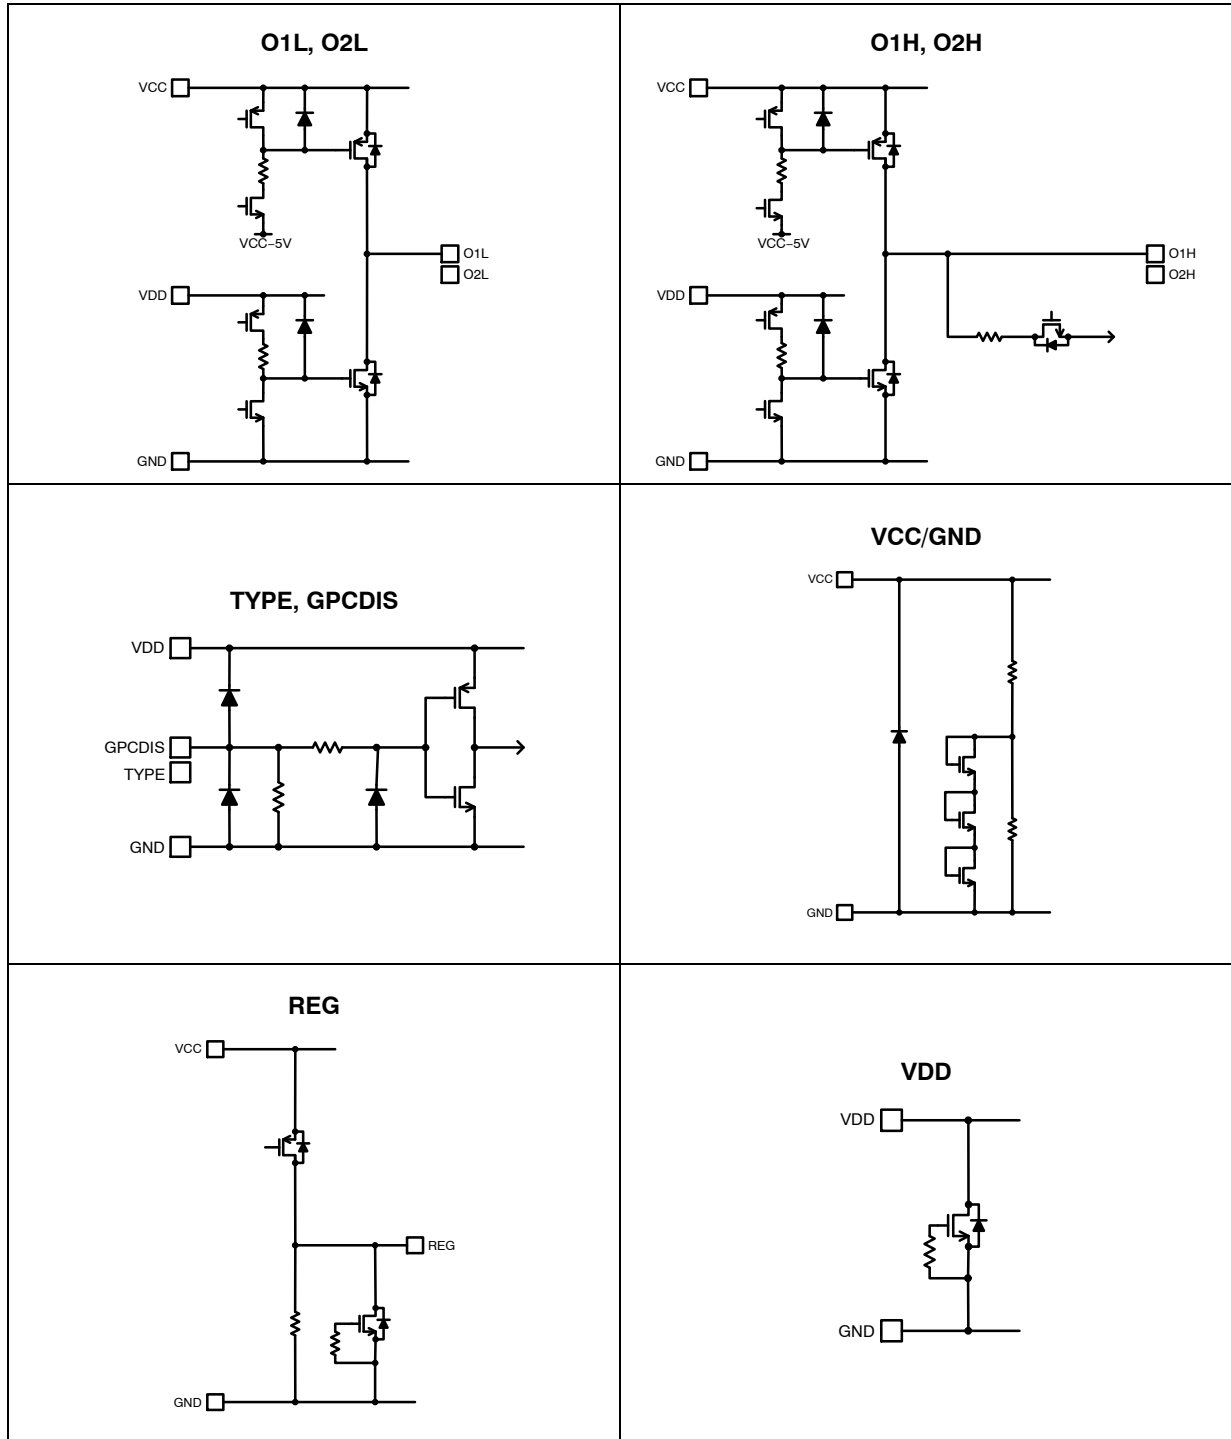 O1L, O2L
VCC
VCC−5V
O1L
O2L
VDD
GND
O1H, O2H
VCC
VCC−5V
O1H
O2H
VDD
GND
TYPE, GPCDIS
VDD
GPCDIS
TYPE
GND
VCC/GND
VCC
GND
REG
VCC
REG
GND
VDD
VDD
GND